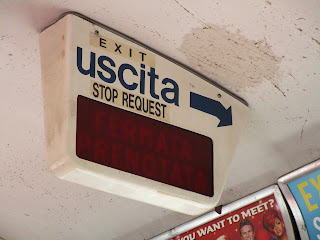 EXIT
uscita
STOP REQUEST
FERMATA
PRENOTATA
YOU WANT TO MEET?